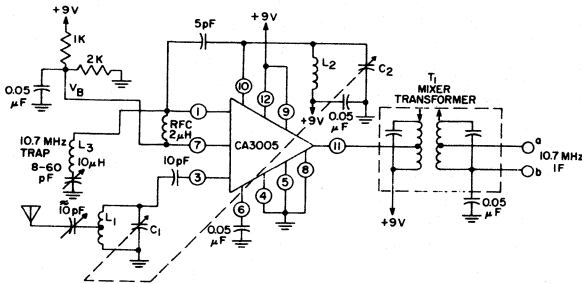 +9V
1K
2K
0.05
μF
V_B
5pF
+9V
L2
C2
10
12
9
1
7
3
RFC
2μH
CA3005
11
6
4
5
8
0.05
μF
+9V
T1
MIXER
TRANSFORMER
a
b
10.7 MHz
1F
0.05
μF
+9V
10.7 MHz
TRAP
8-60
pF
L3
10μH
10pF
≈
10pF
L1
C1
0.05
μF